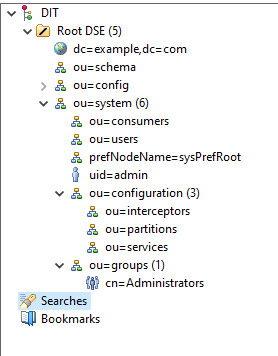 DIT
Root DSE (5)
dc=example,dc=com
ou=schema
ou=config
ou=system (6)
ou=consumers
ou=users
prefNodeName=sysPrefRoot
uid=admin
ou=configuration (3)
ou=interceptors
ou=partitions
ou=services
ou=groups (1)
cn=Administrators
Searches
Bookmarks